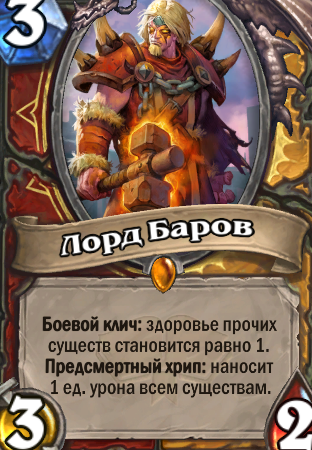 3
Лорд Баров
Боевой клич: здоровье прочих
существ становится равно 1.
Предсмертный хрип: наносит
1 ед. урона всем существам.
3
2